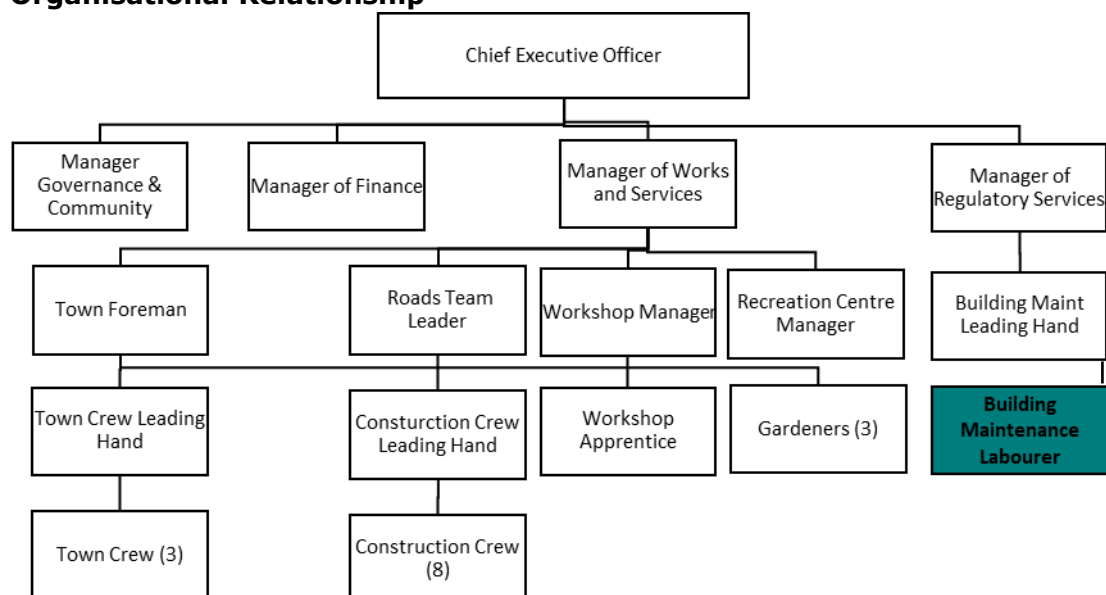 Organisational Relationship
Chief Executive Officer
Manager
Governance &
Community
Manager of Finance
Manager of Works
and Services
Manager of
Regulatory Services
Town Foreman
Roads Team
Leader
Workshop Manager
Recreation Centre
Manager
Building Maint
Leading Hand
Town Crew Leading
Hand
Consturction Crew
Leading Hand
Workshop
Apprentice
Gardeners (3)
Building
Maintenance
Labourer
Town Crew (3)
Construction Crew
(8)